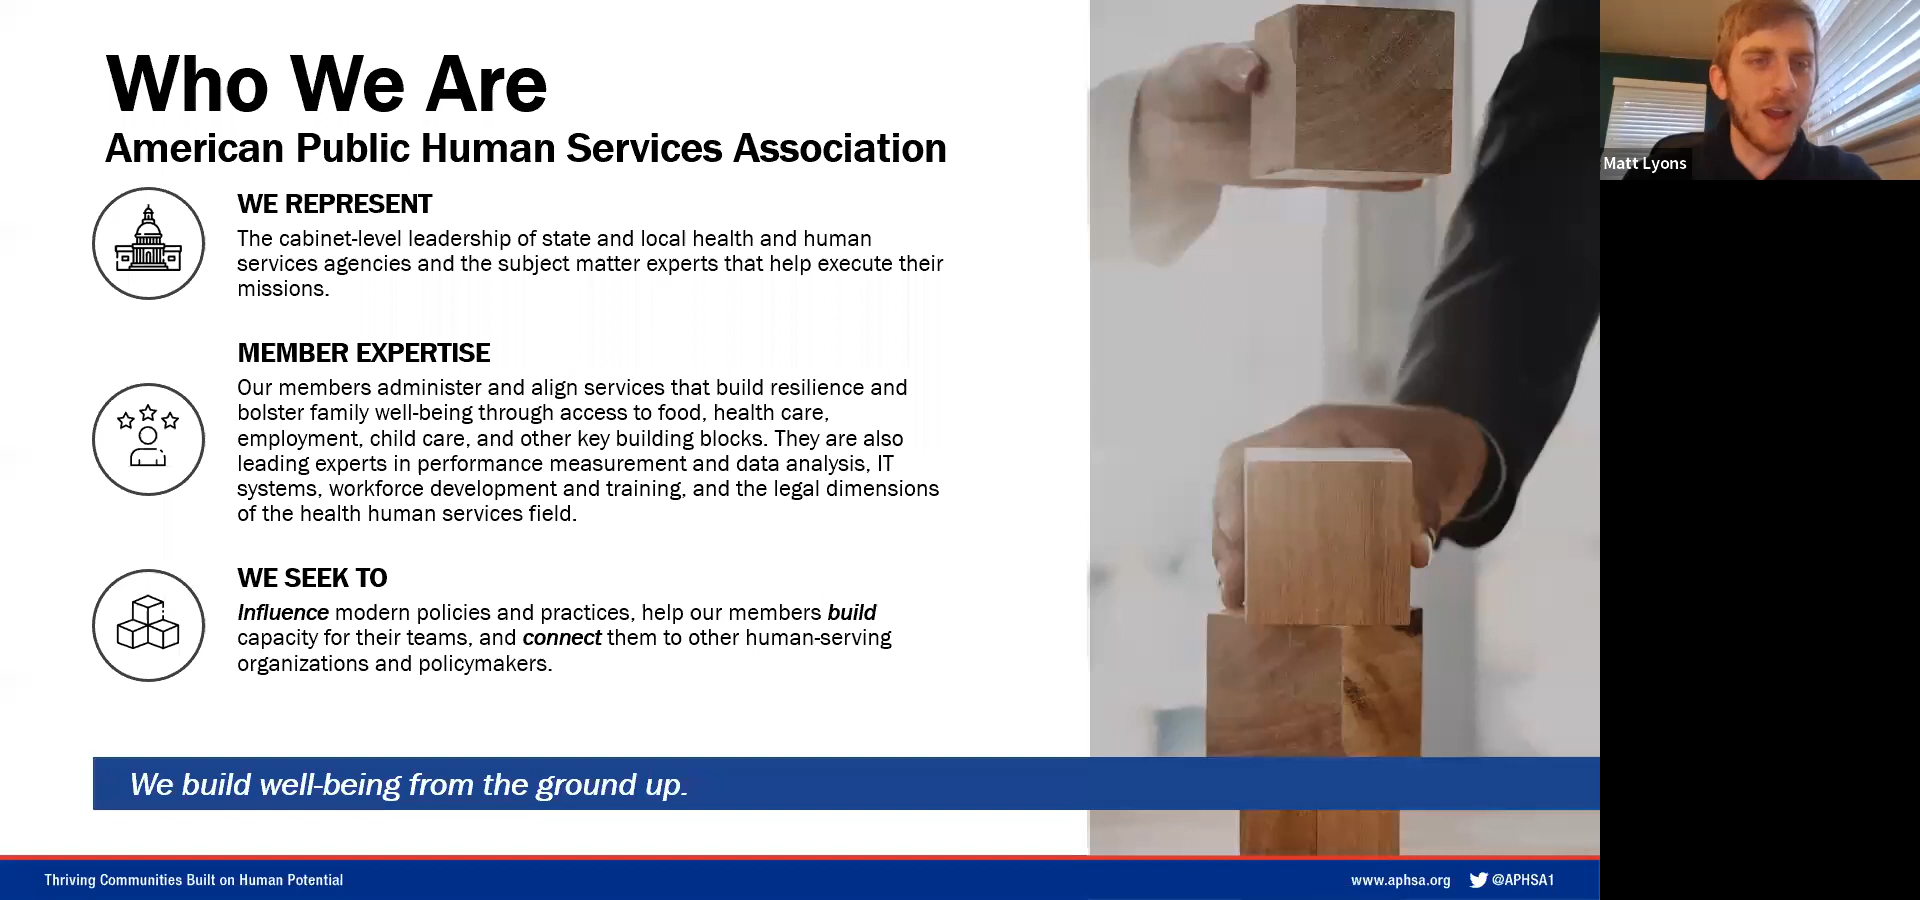 Who We Are
American Public Human Services Association
WE REPRESENT
The cabinet-level leadership of state and local health and human
services agencies and the subject matter experts that help execute their
missions.
MEMBER EXPERTISE
Our members administer and align services that build resilience and
bolster family well-being through access to food, health care,
employment, child care, and other key building blocks. They are also
leading experts in performance measurement and data analysis, IT
systems, workforce development and training, and the legal dimensions
of the health human services field.
WE SEEK TO
Influence modern policies and practices, help our members build
capacity for their teams, and connect them to other human-serving
organizations and policymakers.
We build well-being from the ground up.
Thriving Communities Built on Human Potential
www.aphsa.org
@APHSA1
Matt Lyons